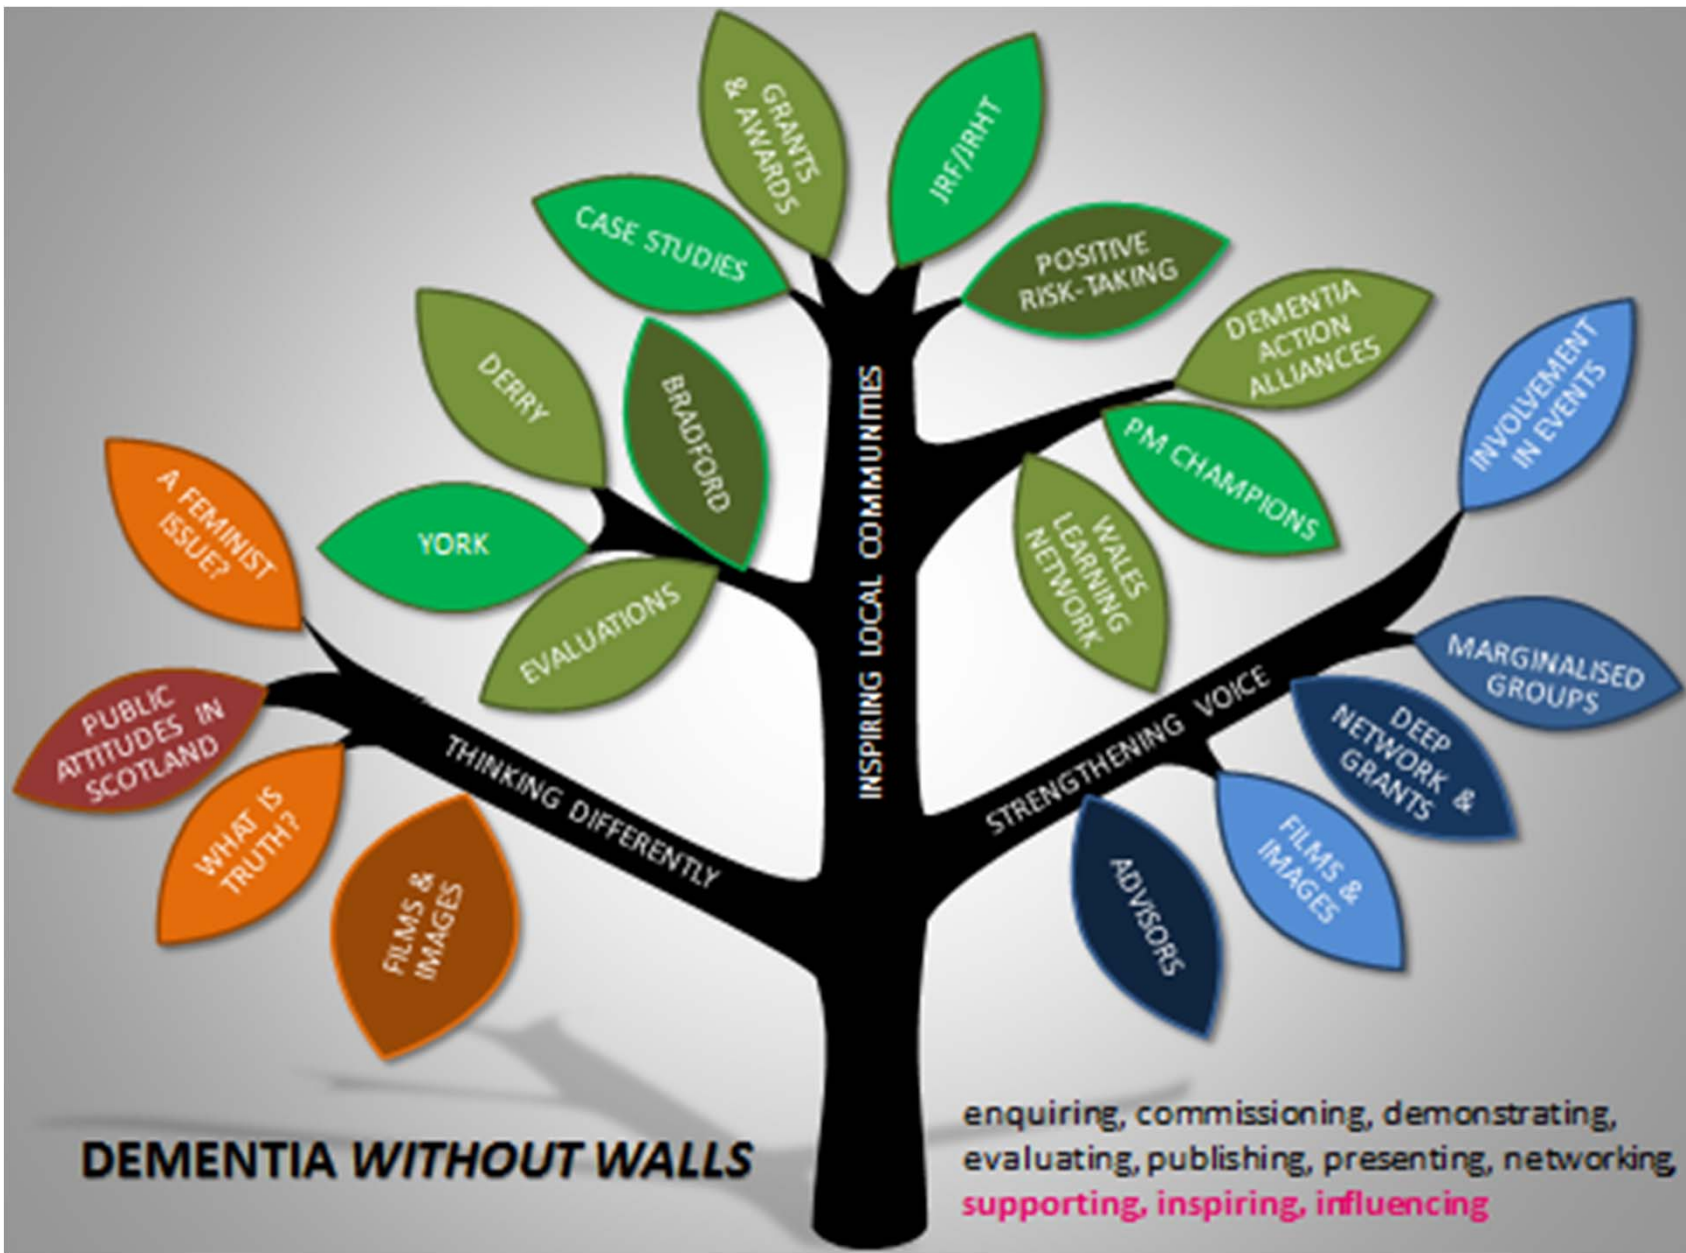 GRANTS
& AWARDS
JRF/JRHT
CASE STUDIES
POSITIVE
RISK-TAKING
DERRY
BRADFORD
DEMENTIA
ACTION
ALLIANCES
INVOLVEMENT
IN EVENTS
PM CHAMPIONS
A FEMINIST
ISSUE?
YORK
EVALUATIONS
WALES
LEARNING
NETWORK
INSPIRING LOCAL COMMUNITIES
PUBLIC
ATTITUDES IN
SCOTLAND
MARGINALISED
GROUPS
DEEP
NETWORK &
GRANTS
WHAT IS
TRUTH?
THINKING DIFFERENTLY
STRENGTHENING VOICE
FILMS &
IMAGES
ADVISORS
FILMS &
IMAGES
DEMENTIA WITHOUT WALLS
enquiring, commissioning, demonstrating,
evaluating, publishing, presenting, networking,
supporting, inspiring, influencing